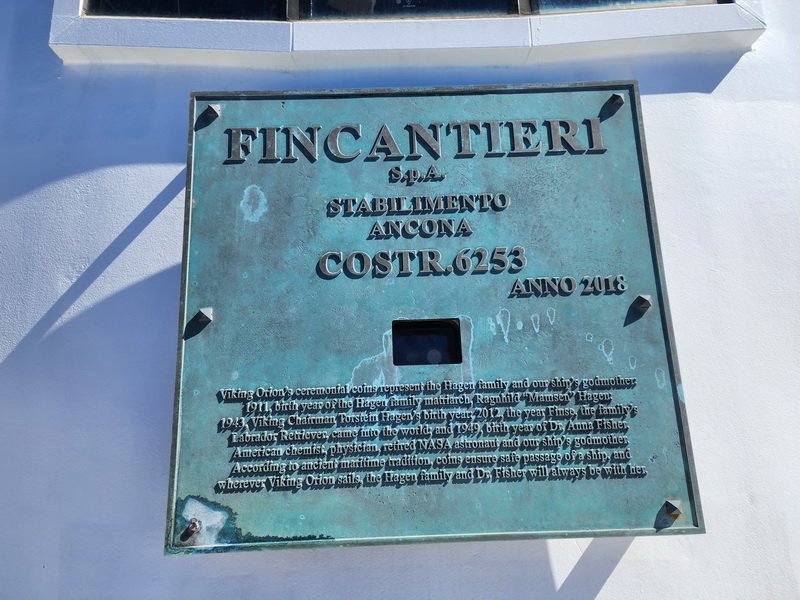 FINCANTIERI
S.p.A.
STABILIMENTO
ANCONA
COSTR.6253
ANNO 2018
Viking Orion's ceremonial coins represent the Hagen family and our ship's godmother.
1911, birth year of the Hagen family matriarch, Ragnhild "Mamsen" Hagen;
1943, Viking Chairman, Torstein Hagen's birth year, 2012, the year Finse, the family's
Labrador Retriever, came into the world, and 1949, birth year of Dr. Anna Fisher,
American chemist, physician, retired NASA astronaut and our ship's godmother.
According to ancient maritime tradition, coins ensure safe passage of a ship, and
wherever Viking Orion sails, the Hagen family and Dr. Fisher will always be with her.